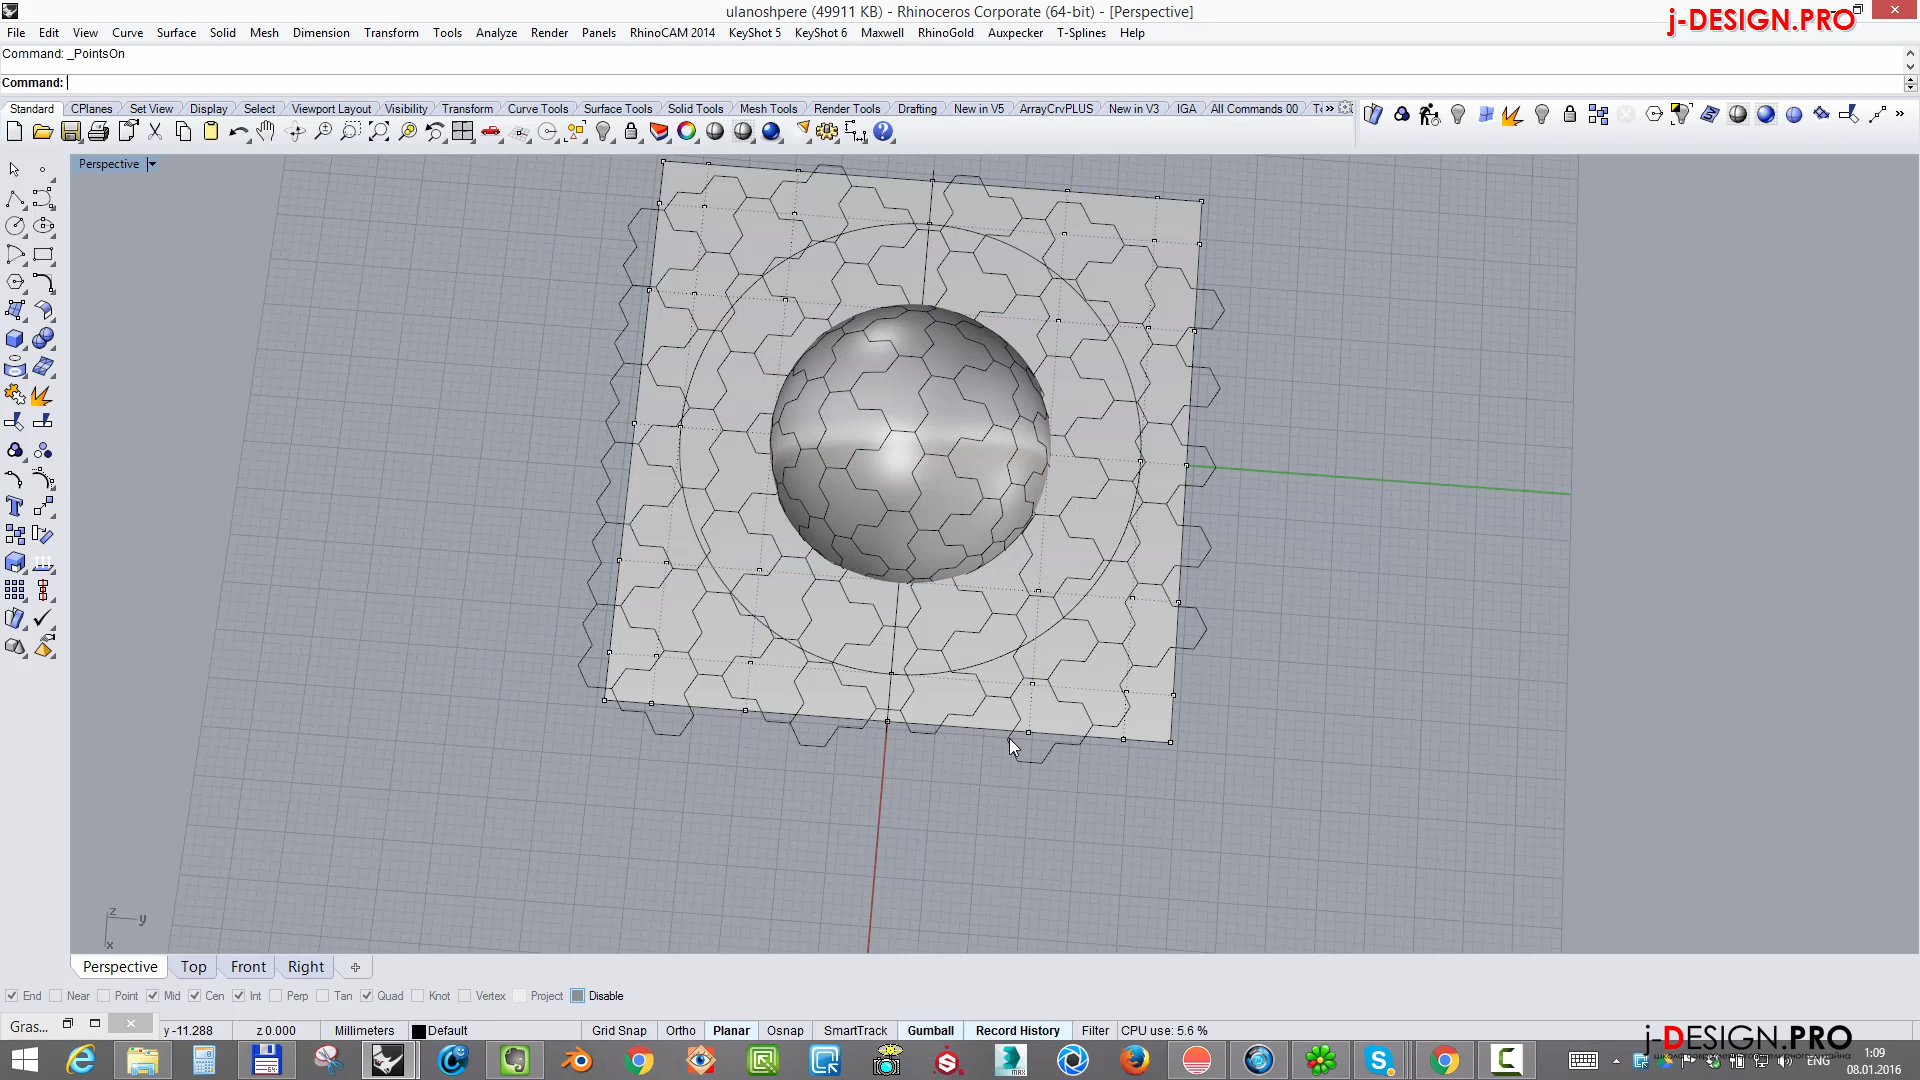 ulanoshpere (49911 KB) - Rhinoceros Corporate (64-bit) - [Perspective]
j-DESIGN.PRO
File Edit View Curve Surface Solid Mesh Dimension Transform Tools Analyze Render Panels RhinoCAM 2014 KeyShot 5 KeyShot 6 Maxwell RhinoGold Auxpecker T-Splines Help
Command: _PointsOn
Command:
Standard CPlanes Set View Display Select Viewport Layout Visibility Transform Curve Tools Surface Tools Solid Tools Mesh Tools Render Tools Drafting New in V5 ArrayCrvPLUS New in V3 IGA All Commands 00
Perspective
z
y
x
Perspective Top Front Right
End Near Point Mid Cen Int Perp Tan Quad Knot Vertex Project Disable
Gras... y -11.288 z 0.000 Millimeters Default Grid Snap Ortho Planar Osnap SmartTrack Gumball Record History Filter CPU use: 5.6 %
j-DESIGN.PRO
ENG
1:09
08.01.2016